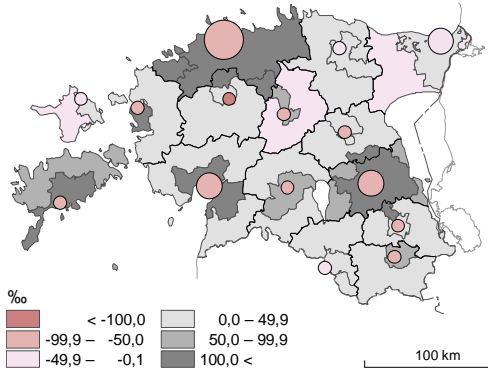 ‰
< -100,0 0,0 – 49,9
-99,9 – -50,0 50,0 – 99,9
-49,9 – -0,1 100,0 <
100 km